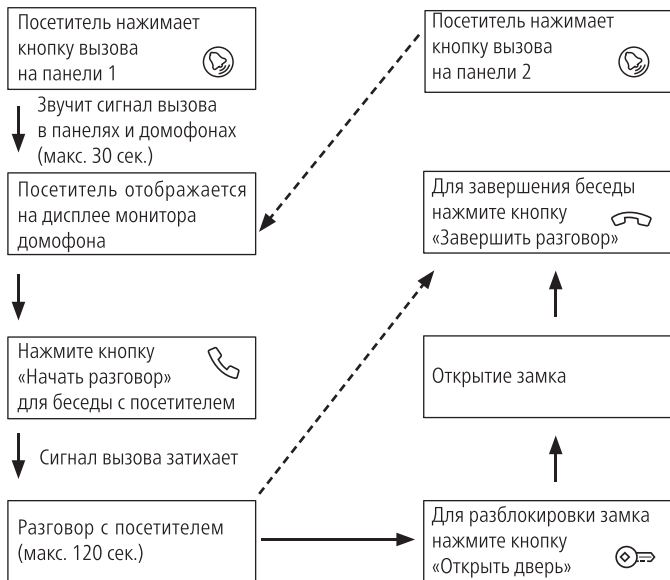 Посетитель нажимает
кнопку вызова
на панели 1
Звучит сигнал вызова
в панелях и домофонах
(макс. 30 сек.)
Посетитель отображается
на дисплее монитора
домофона
Нажмите кнопку
«Начать разговор»
для беседы с посетителем
Сигнал вызова затихает
Разговор с посетителем
(макс. 120 сек.)
Посетитель нажимает
кнопку вызова
на панели 2
Для завершения беседы
нажмите кнопку
«Завершить разговор»
Открытие замка
Для разблокировки замка
нажмите кнопку
«Открыть дверь»